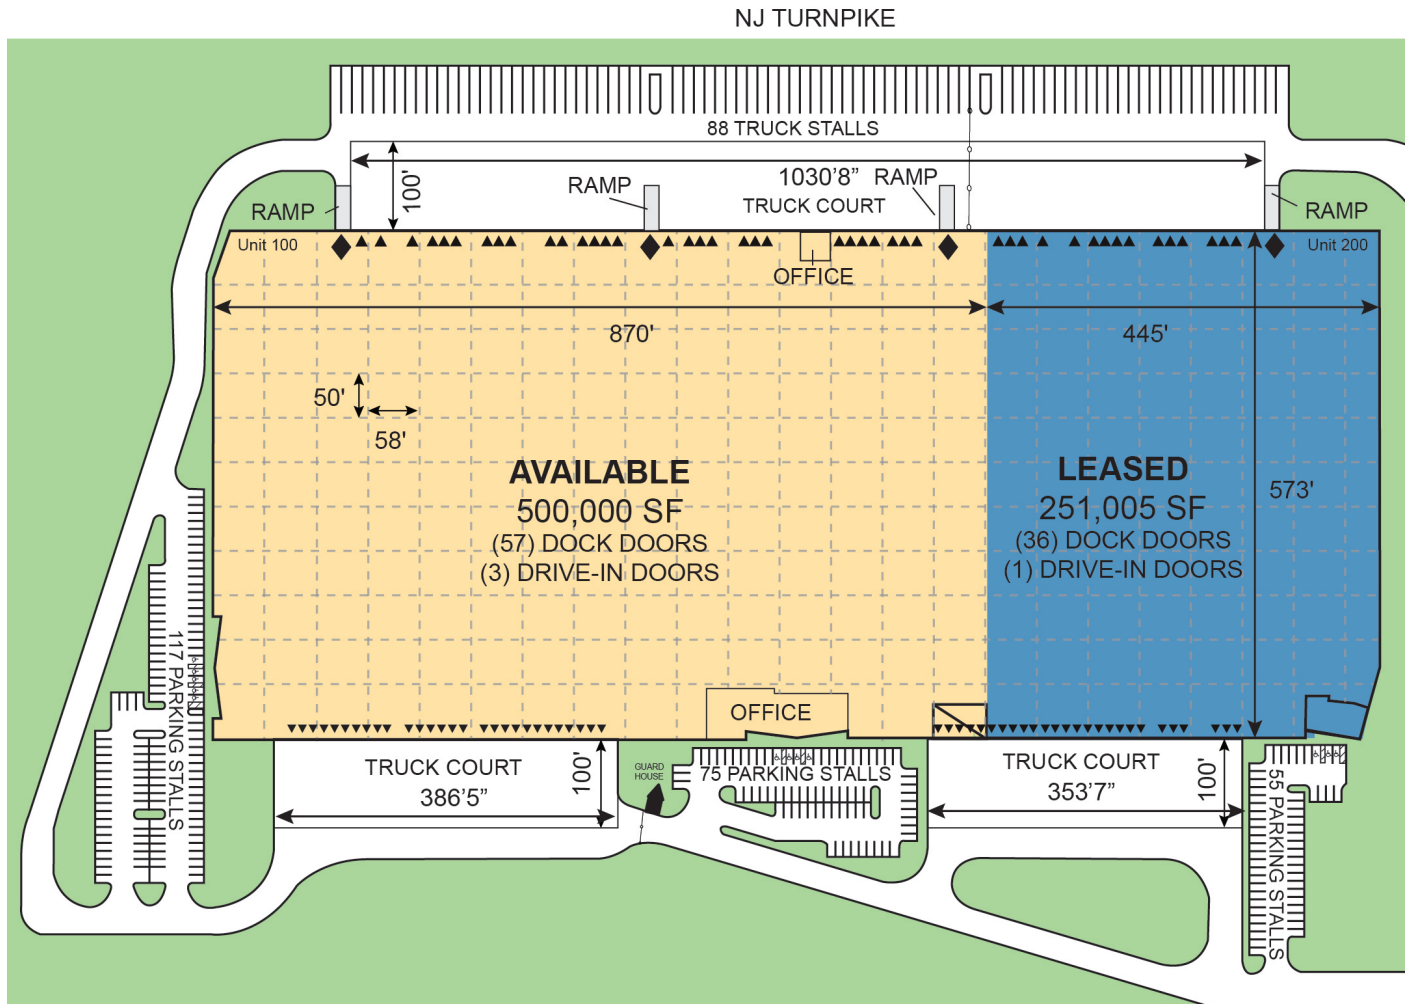 NJ TURNPIKE
88 TRUCK STALLS
100'
1030'8”
TRUCK COURT
RAMP
RAMP
RAMP
RAMP
Unit 100
OFFICE
Unit 200
870'
445'
50'
58'
AVAILABLE
500,000 SF
(57) DOCK DOORS
(3) DRIVE-IN DOORS
LEASED
251,005 SF
(36) DOCK DOORS
(1) DRIVE-IN DOORS
573'
117 PARKING STALLS
OFFICE
TRUCK COURT
386'5”
100'
GUARD
HOUSE
75 PARKING STALLS
TRUCK COURT
353'7”
100'
55 PARKING STALLS